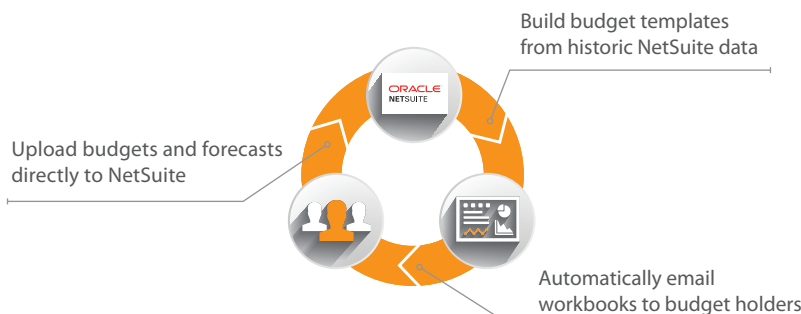 Build budget templates
from historic NetSuite data
ORACLE
NETSUITE
Upload budgets and forecasts
directly to NetSuite
Automatically email
workbooks to budget holders